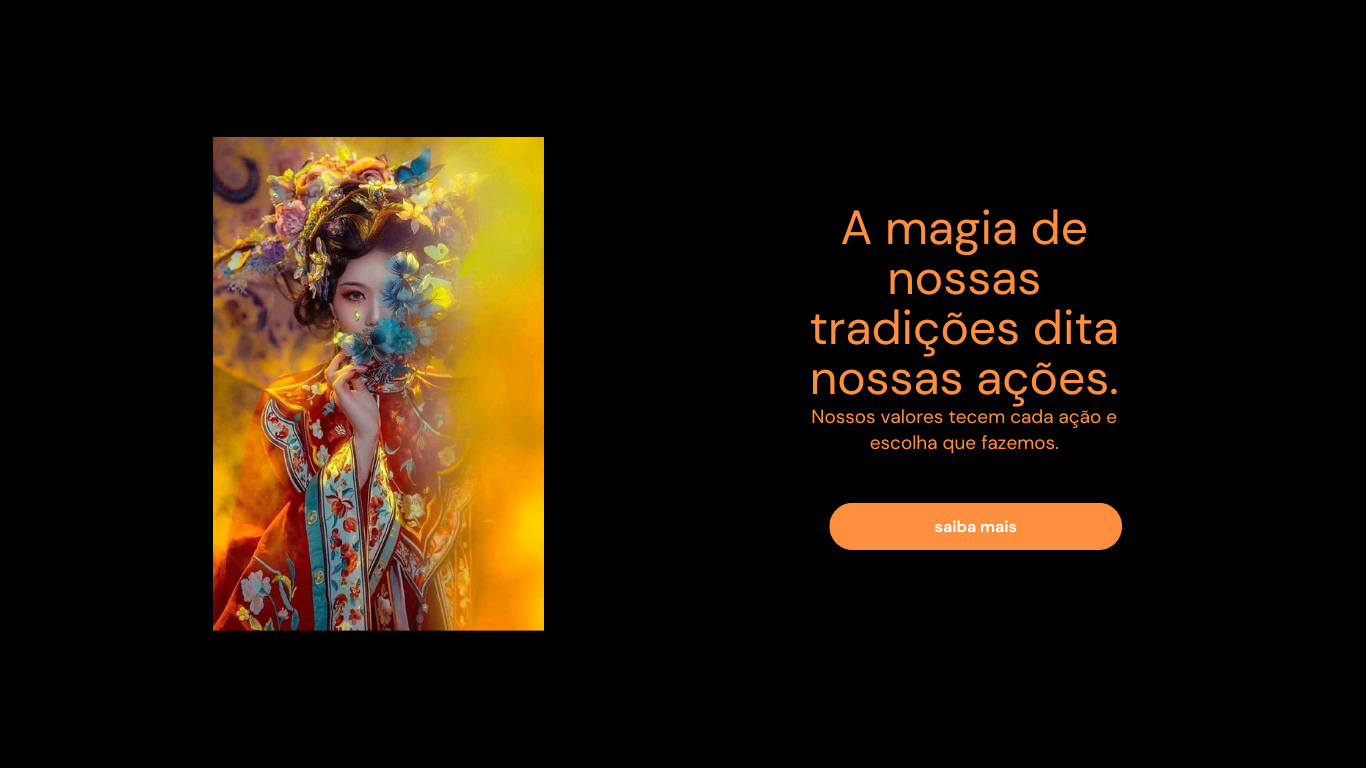 A magia de
nossas
tradições dita
nossas ações.
Nossos valores tecem cada ação e
escolha que fazemos.
saiba mais